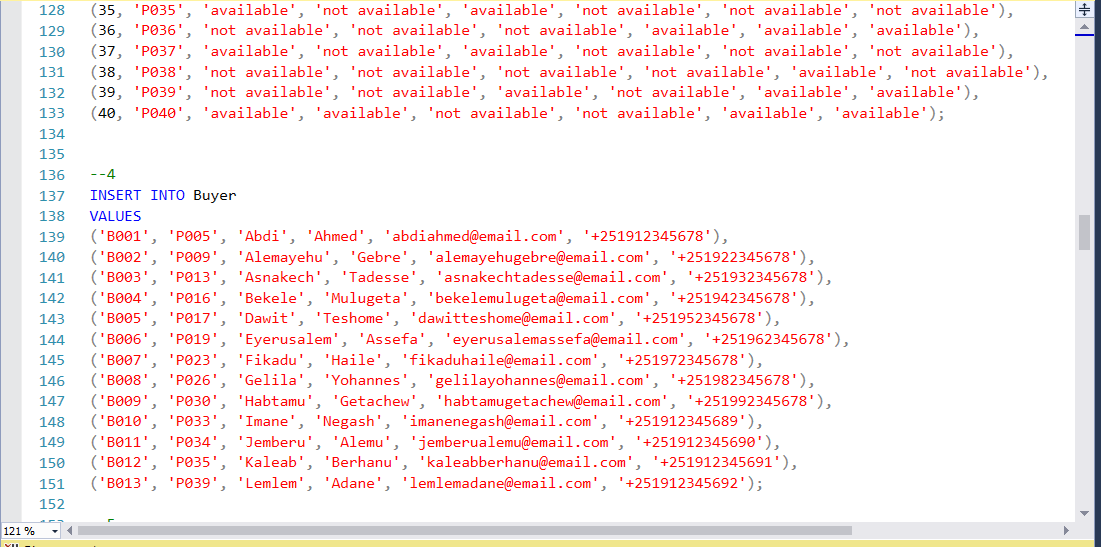 128 (35, 'P035', 'available', 'not available', 'available', 'not available', 'not available', 'not available'),
129 (36, 'P036', 'not available', 'not available', 'not available', 'available', 'available', 'available'),
130 (37, 'P037', 'available', 'not available', 'available', 'not available', 'not available', 'not available'),
131 (38, 'P038', 'not available', 'not available', 'not available', 'not available', 'available', 'not available'),
132 (39, 'P039', 'not available', 'not available', 'available', 'not available', 'available', 'available'),
133 (40, 'P040', 'available', 'available', 'not available', 'not available', 'available', 'available');
134
135
136 --4
137 INSERT INTO Buyer
138 VALUES
139 ('B001', 'P005', 'Abdi', 'Ahmed', 'abdiahmed@email.com', '+251912345678'),
140 ('B002', 'P009', 'Alemayehu', 'Gebre', 'alemayehugebre@email.com', '+251922345678'),
141 ('B003', 'P013', 'Asnakech', 'Tadesse', 'asnakechtadesse@email.com', '+251932345678'),
142 ('B004', 'P016', 'Bekele', 'Mulugeta', 'bekelemulugeta@email.com', '+251942345678'),
143 ('B005', 'P017', 'Dawit', 'Teshome', 'dawitteshome@email.com', '+251952345678'),
144 ('B006', 'P019', 'Eyerusalem', 'Assefa', 'eyerusalemassefa@email.com', '+251962345678'),
145 ('B007', 'P023', 'Fikadu', 'Haile', 'fikaduhaile@email.com', '+251972345678'),
146 ('B008', 'P026', 'Gelila', 'Yohannes', 'gelilayohannes@email.com', '+251982345678'),
147 ('B009', 'P030', 'Habtamu', 'Getachew', 'habtamugetachew@email.com', '+251992345678'),
148 ('B010', 'P033', 'Imane', 'Negash', 'imanenegash@email.com', '+251912345689'),
149 ('B011', 'P034', 'Jemberu', 'Alemu', 'jemberualemu@email.com', '+251912345690'),
150 ('B012', 'P035', 'Kaleab', 'Berhanu', 'kaleabberhanu@email.com', '+251912345691'),
151 ('B013', 'P039', 'Lemlem', 'Adane', 'lemlemadane@email.com', '+251912345692');
152
121 %